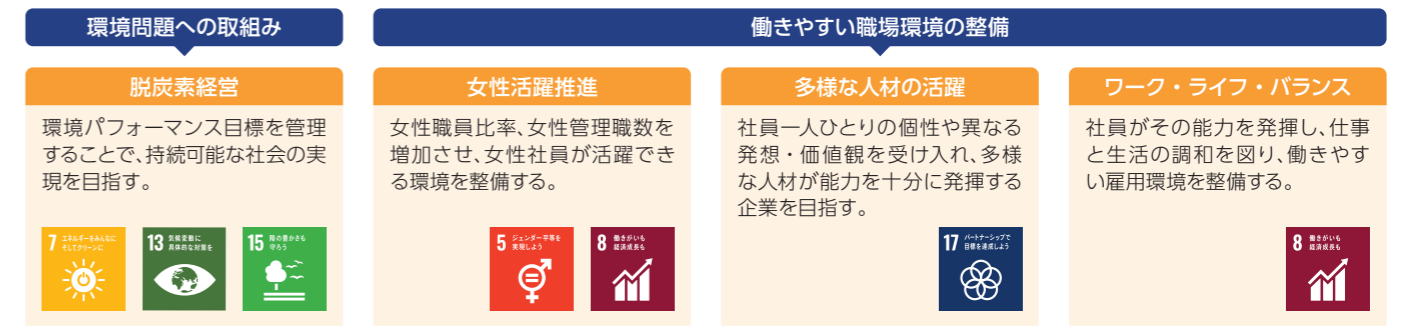 環境問題への取組み
働きやすい職場環境の整備
脱炭素経営
環境パフォーマンス目標を管理
することで、持続可能な社会の実
現を目指す。
7 エネルギーをみんなに
そしてクリーンに
13 気候変動に
具体的な対策を
15 陸の豊かさも
守ろう
女性活躍推進
女性職員比率、女性管理職数を
増加させ、女性社員が活躍でき
る環境を整備する。
5 ジェンダー平等を
実現しよう
8 働きがいも
経済成長も
多様な人材の活躍
社員一人ひとりの個性や異なる
発想・価値観を受け入れ、多様
な人材が能力を十分に発揮する
企業を目指す。
17 パートナーシップで
目標を達成しよう
ワーク・ライフ・バランス
社員がその能力を発揮し、仕事
と生活の調和を図り、働きやす
い雇用環境を整備する。
8 働きがいも
経済成長も